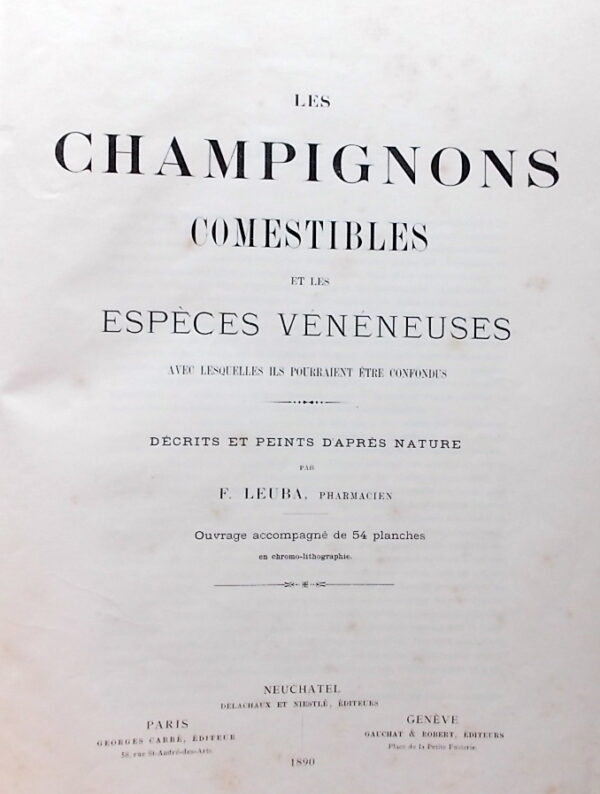 LES
CHAMPIGNONS
COMESTIBLES
ET LES
ESPÈCES VÉNÉNEUSES
AVEC LESQUELLES ILS POURRAIENT ÊTRE CONFONDUS
DÉCRITS ET PEINTS D'APRÈS NATURE
PAR
F. LEUBA, PHARMACIEN
Ouvrage accompagné de 54 planches
en chromo-lithographie.
NEUCHATEL
DELACHAUX ET NIESTLÉ, ÉDITEURS
PARIS
GEORGES CARRÉ, ÉDITEUR
58, rue St-André-des-Arts.
GENÈVE
GAUCHAT & ROBERT, ÉDITEURS
Place de la Petite Fusterie.
1890